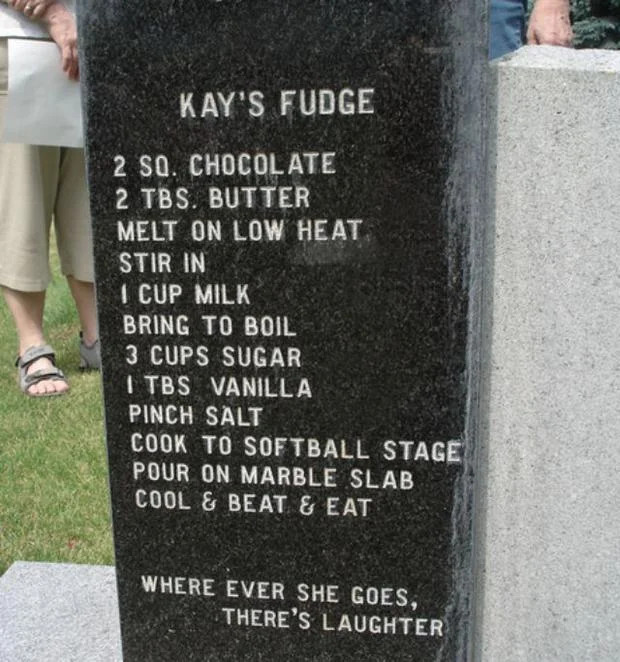 KAY'S FUDGE
2 SQ. CHOCOLATE
2 TBS. BUTTER
MELT ON LOW HEAT
STIR IN
1 CUP MILK
BRING TO BOIL
3 CUPS SUGAR
1 TBS VANILLA
PINCH SALT
COOK TO SOFTBALL STAGE
POUR ON MARBLE SLAB
COOL & BEAT & EAT
WHERE EVER SHE GOES,
THERE'S LAUGHTER